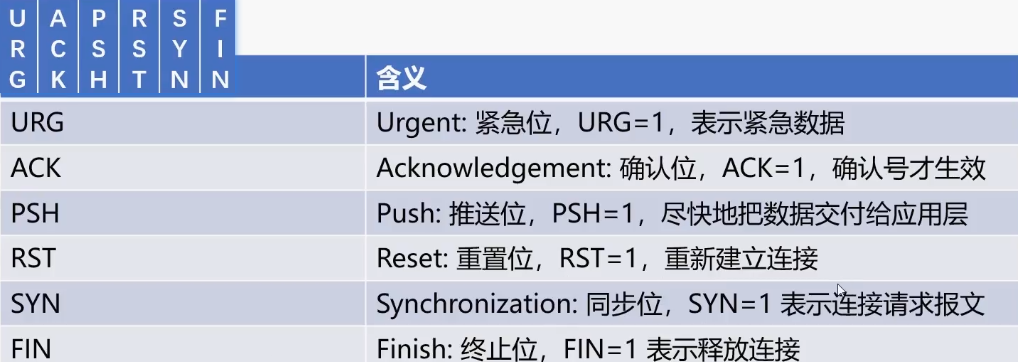 URG ACK PSH RST SYN FIN
含义
URG Urgent: 紧急位，URG=1，表示紧急数据
ACK Acknowledgement: 确认位，ACK=1，确认号才生效
PSH Push: 推送位，PSH=1，尽快地把数据交付给应用层
RST Reset: 重置位，RST=1，重新建立连接
SYN Synchronization: 同步位，SYN=1 表示连接请求报文
FIN Finish: 终止位，FIN=1 表示释放连接